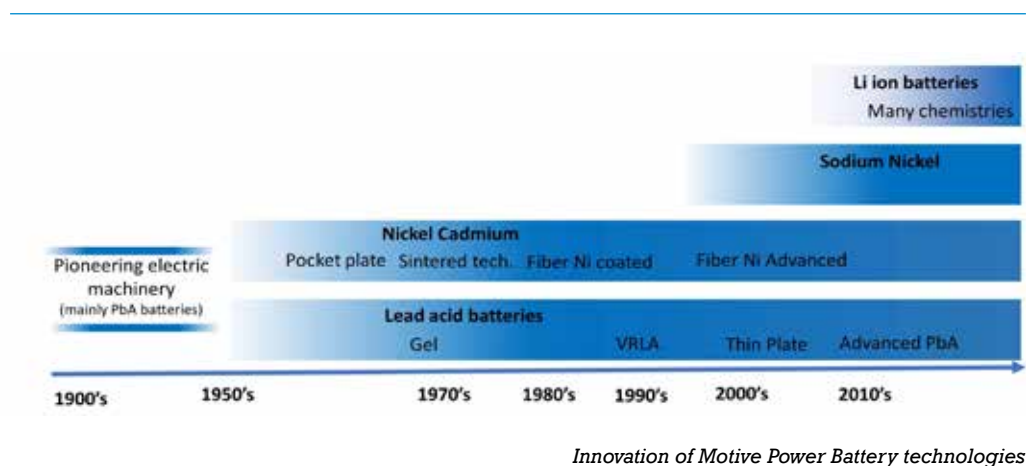 Li ion batteries
Many chemistries
Sodium Nickel
Nickel Cadmium
Pocket plate Sintered tech. Fiber Ni coated Fiber Ni Advanced
Pioneering electric
machinery
(mainly PbA batteries)
Lead acid batteries
Gel VRLA Thin Plate Advanced PbA
1900's 1950's 1970's 1980's 1990's 2000's 2010's
Innovation of Motive Power Battery technologies